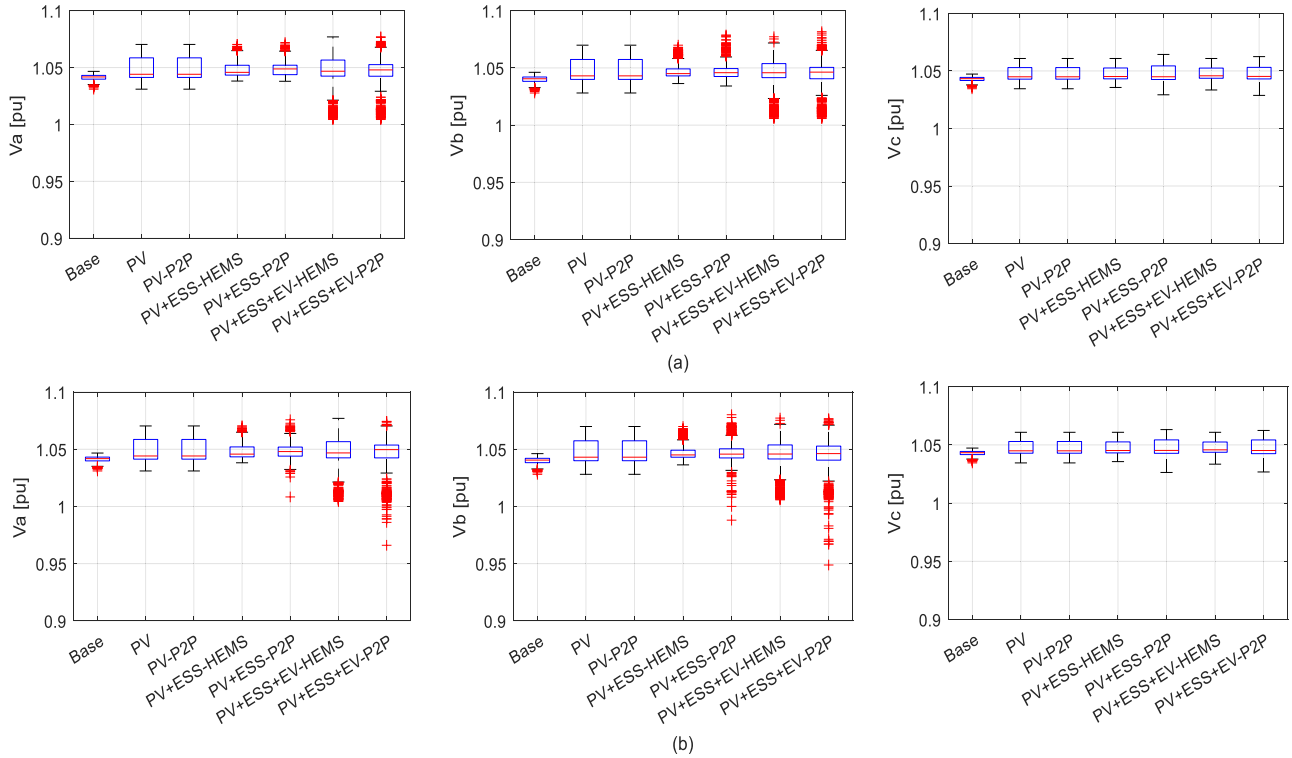 1.1
1.05
1
0.95
0.9
Va [pu]
Base
PV
PV-P2P
PV+ESS-HEMS
PV+ESS-P2P
PV+ESS+EV-HEMS
PV+ESS+EV-P2P
1.1
1.05
1
0.95
0.9
Vb [pu]
Base
PV
PV-P2P
PV+ESS-HEMS
PV+ESS-P2P
PV+ESS+EV-HEMS
PV+ESS+EV-P2P
1.1
1.05
1
0.95
0.9
Vc [pu]
Base
PV
PV-P2P
PV+ESS-HEMS
PV+ESS-P2P
PV+ESS+EV-HEMS
PV+ESS+EV-P2P
(a)
1.1
1.05
1
0.95
0.9
Va [pu]
Base
PV
PV-P2P
PV+ESS-HEMS
PV+ESS-P2P
PV+ESS+EV-HEMS
PV+ESS+EV-P2P
1.1
1.05
1
0.95
0.9
Vb [pu]
Base
PV
PV-P2P
PV+ESS-HEMS
PV+ESS-P2P
PV+ESS+EV-HEMS
PV+ESS+EV-P2P
1.1
1.05
1
0.95
0.9
Vc [pu]
Base
PV
PV-P2P
PV+ESS-HEMS
PV+ESS-P2P
PV+ESS+EV-HEMS
PV+ESS+EV-P2P
(b)